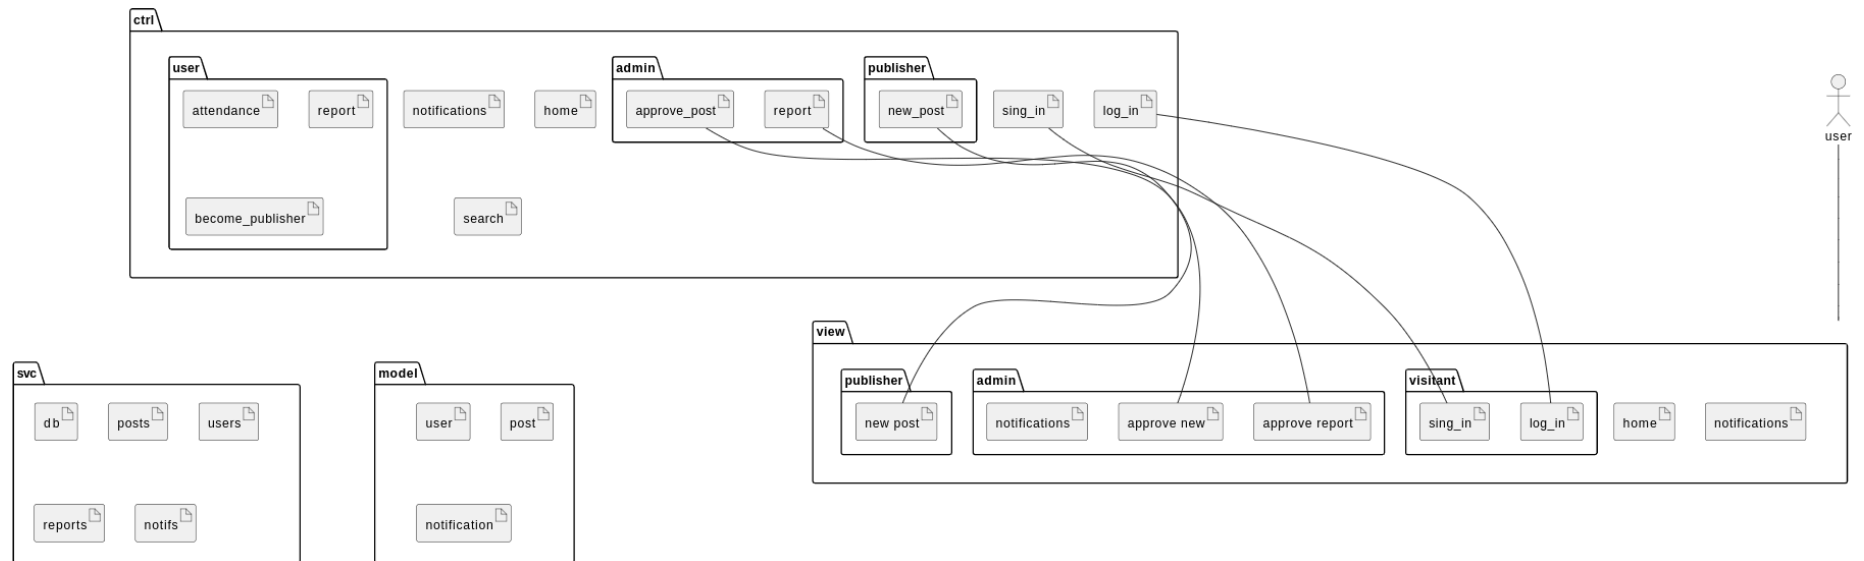 ctrl
user
admin
publisher
attendance
report
notifications
home
approve_post
report
new_post
sing_in
log_in
user
become_publisher
search
view
svc
model
publisher
admin
visitant
db
posts
users
user
post
new post
notifications
approve new
approve report
sing_in
log_in
home
notifications
reports
notifs
notification